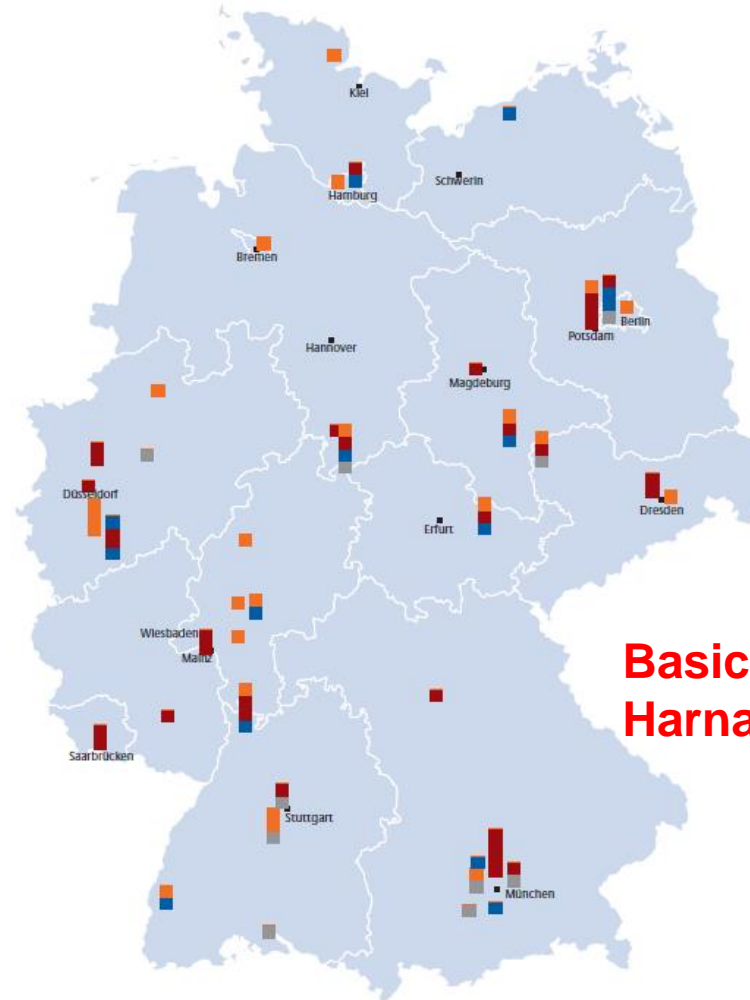 Kiel
Schwerin
Hamburg
Bremen
Berlin
Potsdam
Hannover
Magdeburg
Düsseldorf
Dresden
Erfurt
Wiesbaden
Mainz
Basic
Harna
Saarbrücken
Stuttgart
München